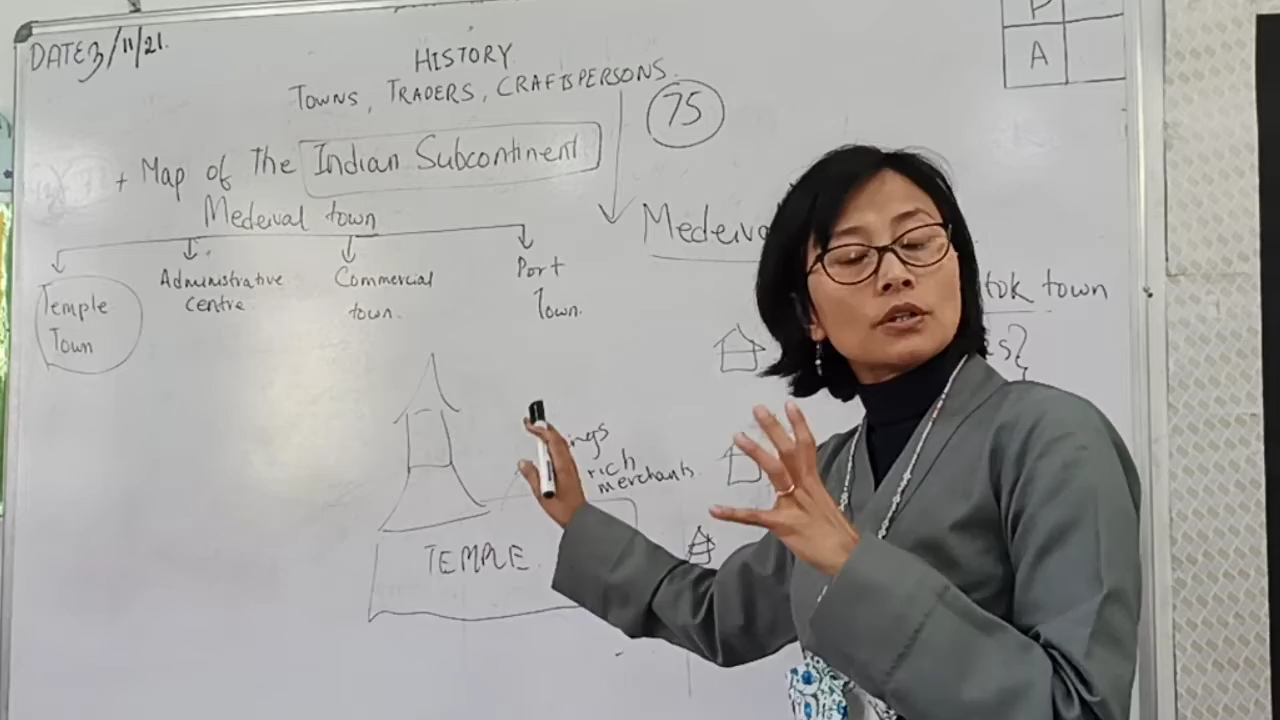 DATE 3/11/21.
P
A
HISTORY
TOWNS, TRADERS, CRAFTSPERSONS.
75
+ Map of the Indian Subcontinent
Medeival town
Medeiva
Temple Town
Administrative centre.
Commercial town.
Port Town.
tok town
rich
merchants.
TEMPLE